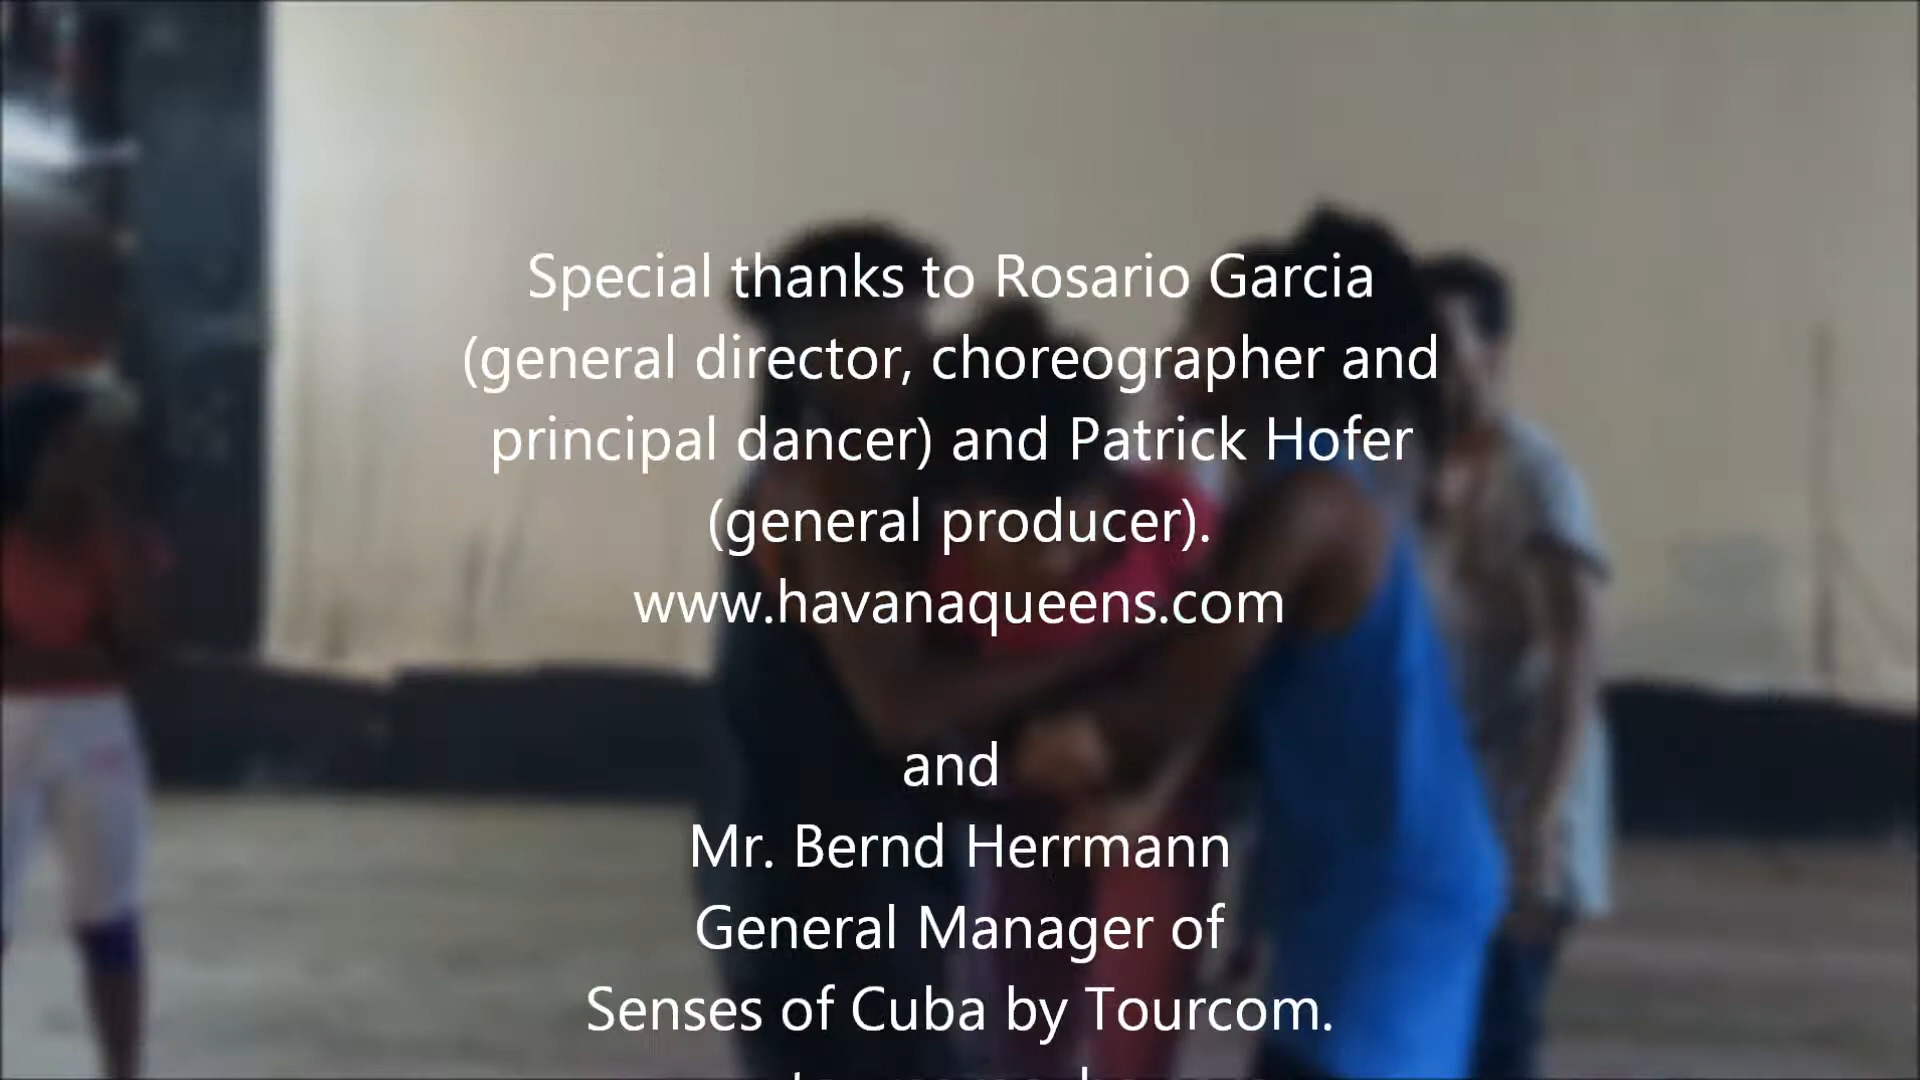 Special thanks to Rosario Garcia
(general director, choreographer and
principal dancer) and Patrick Hofer
(general producer).
www.havanaqueens.com
and
Mr. Bernd Herrmann
General Manager of
Senses of Cuba by Tourcom.